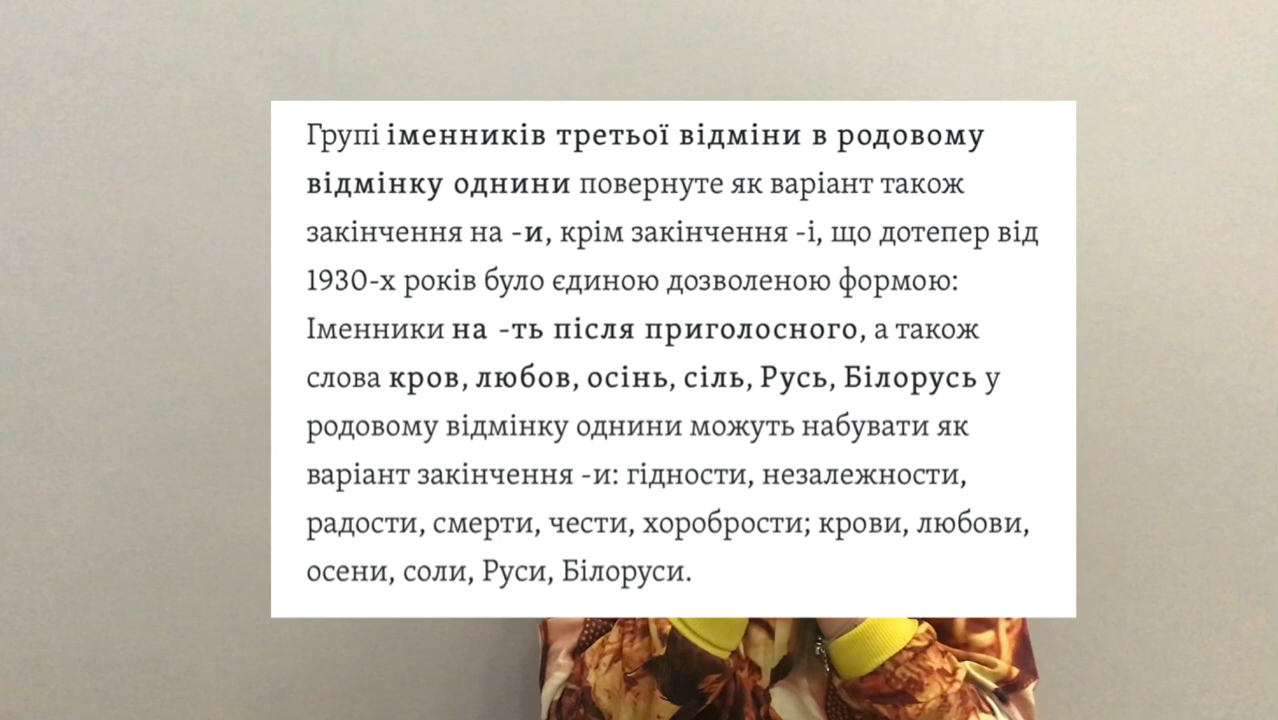 Групі іменників третьої відміни в родовому
відмінку однини повернуте як варіант також
закінчення на -и, крім закінчення -і, що дотепер від
1930-х років було єдиною дозволеною формою:
Іменники на -ть після приголосного, а також
слова кров, любов, осінь, сіль, Русь, Білорусь у
родовому відмінку однини можуть набувати як
варіант закінчення -и: гідности, незалежности,
радости, смерти, чести, хоробрости; крови, любови,
осени, соли, Руси, Білоруси.